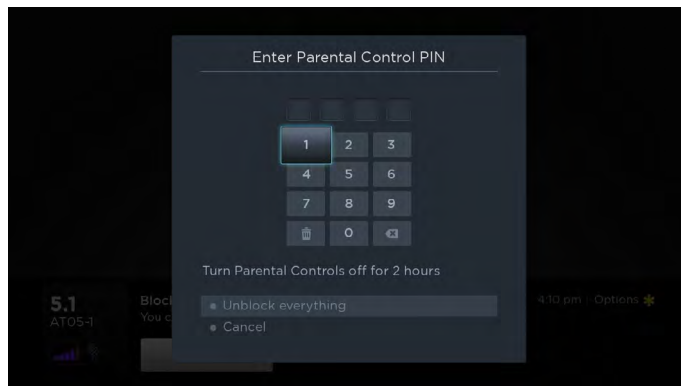 Enter Parental Control PIN
1 2 3
4 5 6
7 8 9
0
Turn Parental Controls off for 2 hours
Unblock everything
Cancel
5.1
AT05-1
Bloc
You c
4:10 pm | Options